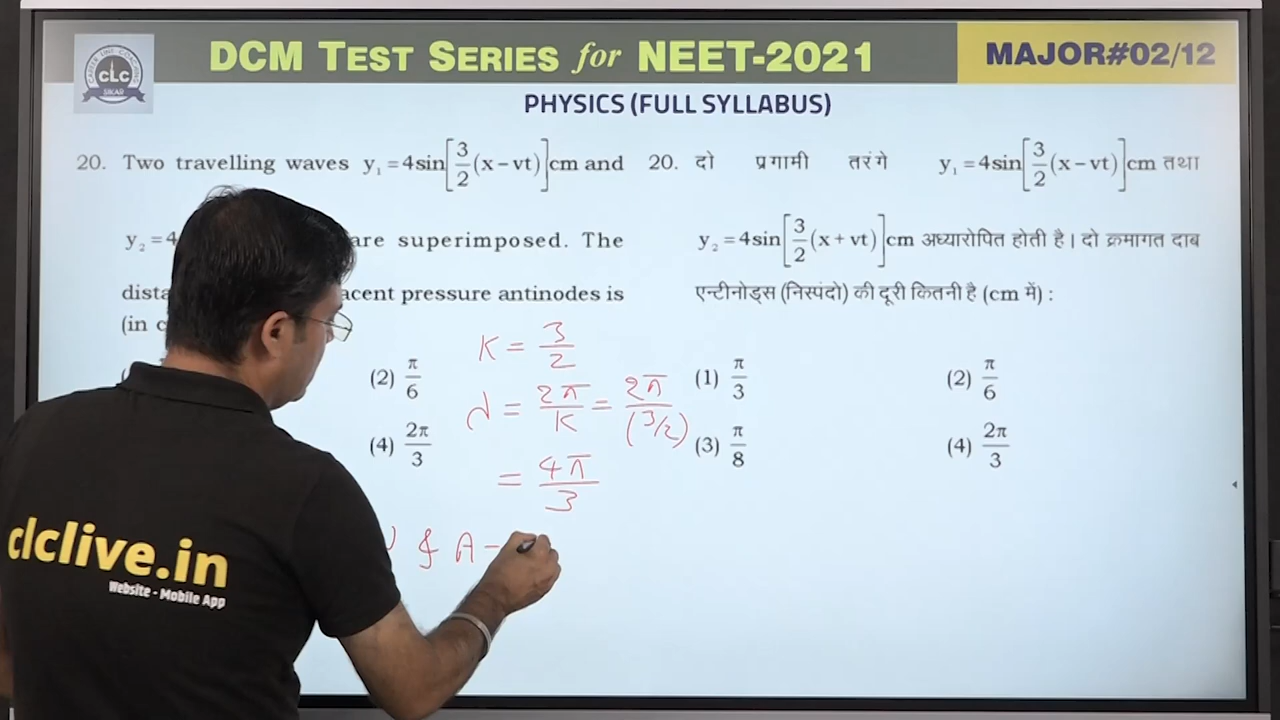 DCM TEST SERIES for NEET-2021
MAJOR#02/12
CLC
SIKAR
PHYSICS (FULL SYLLABUS)
20. Two travelling waves y₁ = 4sin[3/2(x − vt)]cm and
y₂ = 4
are superimposed. The
dista
acent pressure antinodes is
(in c
(2) π/6
(4) 2π/3
20. दो प्रगामी तरंगे y₁ = 4sin[3/2(x − vt)]cm तथा
y₂ = 4sin[3/2(x + vt)]cm अध्यारोपित होती है। दो क्रमागत दाब
एन्टीनोड्स (निस्पंदो) की दूरी कितनी है (cm में) :
(1) π/3
(2) π/6
(3) π/8
(4) 2π/3
K = 3/2
λ = 2π/K = 2π/(3/2)
= 4π/3
& A -
clclive.in
Website - Mobile App